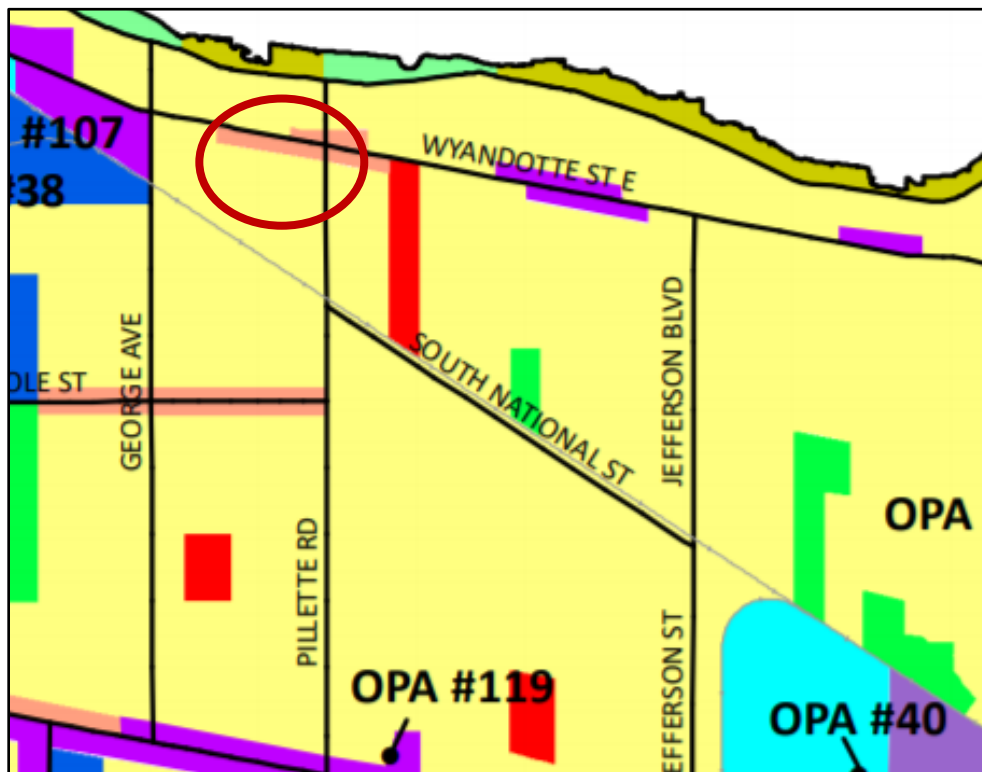 #107
#38
WYANDOTTE ST E
GEORGE AVE
OLE ST
SOUTH NATIONAL ST
JEFFERSON BLVD
OPA
PILLETTE RD
OPA #119
EFFERSON ST
OPA #40